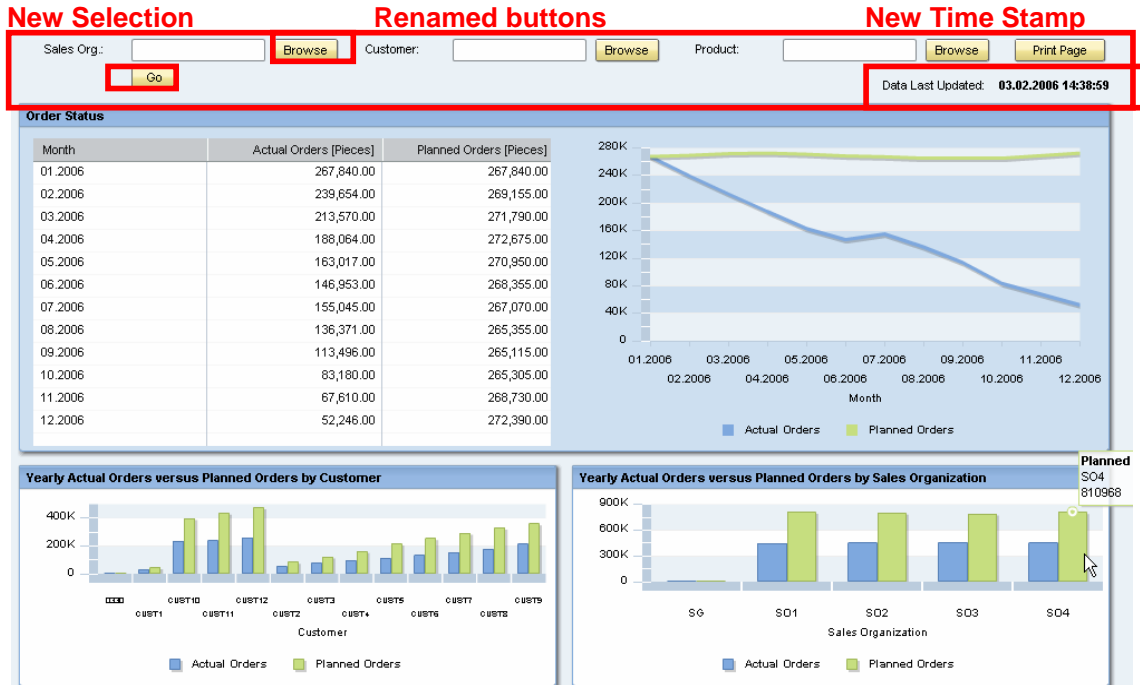 New Selection Renamed buttons New Time Stamp
Sales Org.: Browse Customer: Browse Product: Browse Print Page
Go
Data Last Updated: 03.02.2006 14:38:59
Order Status
Month Actual Orders [Pieces] Planned Orders [Pieces]
01.2006 267,840.00 267,840.00
02.2006 239,654.00 269,155.00
03.2006 213,570.00 271,790.00
04.2006 188,064.00 272,675.00
05.2006 163,017.00 270,950.00
06.2006 146,953.00 268,355.00
07.2006 155,045.00 267,070.00
08.2006 136,371.00 265,355.00
09.2006 113,496.00 265,115.00
10.2006 83,180.00 265,305.00
11.2006 67,610.00 268,730.00
12.2006 52,246.00 272,390.00
280K
240K
200K
160K
120K
80K
40K
0
01.2006 03.2006 05.2006 07.2006 09.2006 11.2006
02.2006 04.2006 06.2006 08.2006 10.2006 12.2006
Month
Actual Orders Planned Orders
Yearly Actual Orders versus Planned Orders by Customer
400K
200K
0
CUST10 CUST12 CUST3 CUST5 CUST7 CUST9
CUST1 CUST11 CUST2 CUST4 CUST6 CUST8
Customer
Actual Orders Planned Orders
Yearly Actual Orders versus Planned Orders by Sales Organization
Planned
SO4
810968
900K
600K
300K
0
SG SO1 SO2 SO3 SO4
Sales Organization
Actual Orders Planned Orders